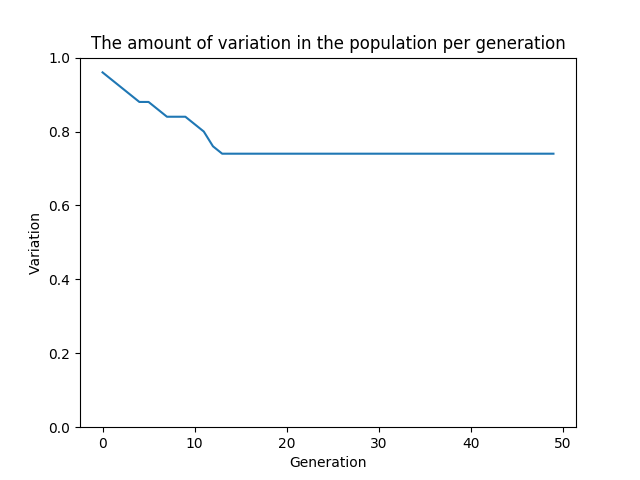 The amount of variation in the population per generation
1.0
0.8
0.6
0.4
0.2
0.0
Variation
0 10 20 30 40 50
Generation